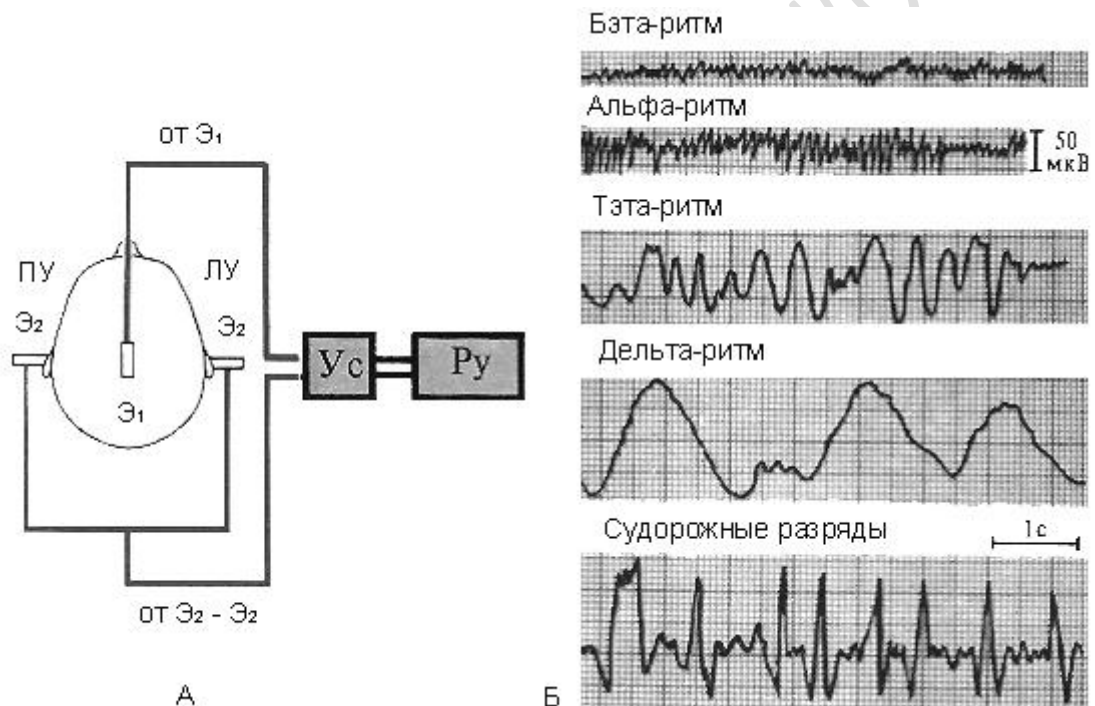 от Э₁
ПУ
ЛУ
Э₂
Э₂
Э₁
Ус
Ру
от Э₂ - Э₂
А
Бэта-ритм
Альфа-ритм
50
мкВ
Тэта-ритм
Дельта-ритм
Судорожные разряды
1с
Б